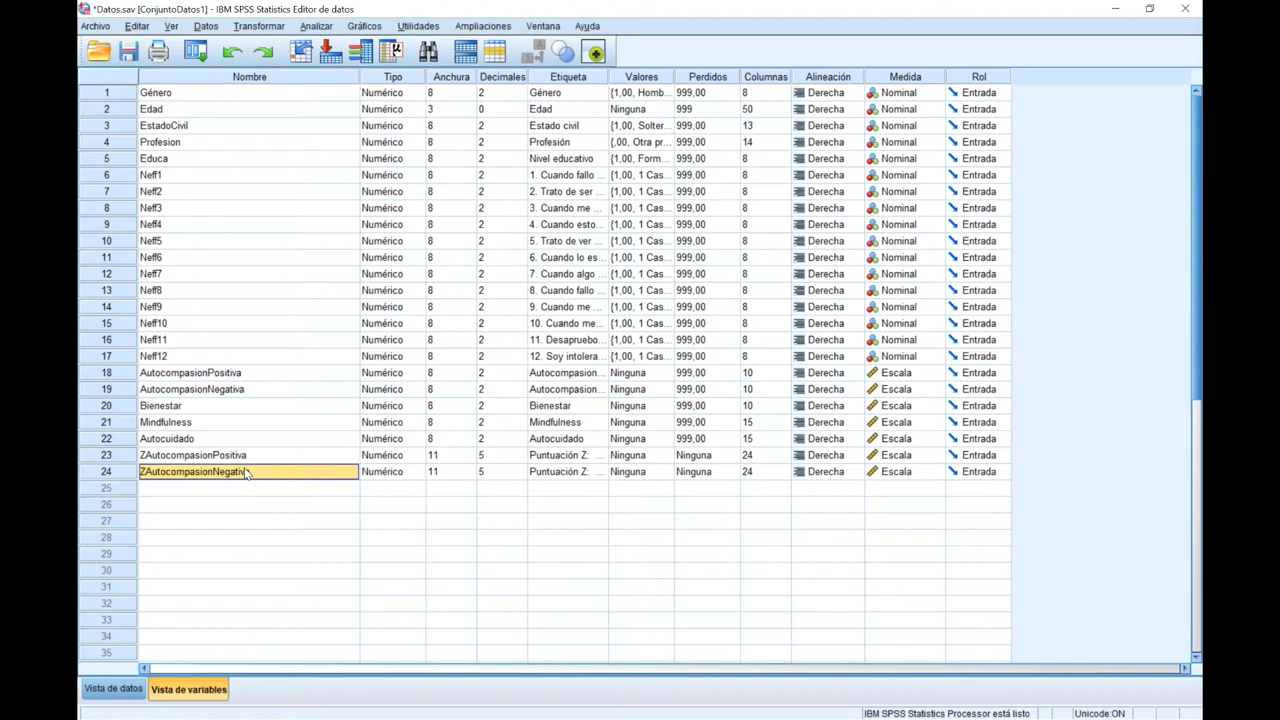 *Datos.sav [ConjuntoDatos1] - IBM SPSS Statistics Editor de datos
Archivo Editar Ver Datos Transformar Analizar Gráficos Utilidades Ampliaciones Ventana Ayuda
Nombre Tipo Anchura Decimales Etiqueta Valores Perdidos Columnas Alineación Medida Rol
1 Género Numérico 8 2 Género {1,00, Homb... 999,00 8 Derecha Nominal Entrada
2 Edad Numérico 3 0 Edad Ninguna 999 50 Derecha Nominal Entrada
3 EstadoCivil Numérico 8 2 Estado civil {1,00, Solter... 999,00 13 Derecha Nominal Entrada
4 Profesion Numérico 8 2 Profesión {,00, Otra pr... 999,00 14 Derecha Nominal Entrada
5 Educa Numérico 8 2 Nivel educativo {1,00, Form... 999,00 8 Derecha Nominal Entrada
6 Neff1 Numérico 8 2 1. Cuando fallo ... {1,00, 1 Cas... 999,00 8 Derecha Nominal Entrada
7 Neff2 Numérico 8 2 2. Trato de ser ... {1,00, 1 Cas... 999,00 8 Derecha Nominal Entrada
8 Neff3 Numérico 8 2 3. Cuando me ... {1,00, 1 Cas... 999,00 8 Derecha Nominal Entrada
9 Neff4 Numérico 8 2 4. Cuando esto... {1,00, 1 Cas... 999,00 8 Derecha Nominal Entrada
10 Neff5 Numérico 8 2 5. Trato de ver ... {1,00, 1 Cas... 999,00 8 Derecha Nominal Entrada
11 Neff6 Numérico 8 2 6. Cuando lo es... {1,00, 1 Cas... 999,00 8 Derecha Nominal Entrada
12 Neff7 Numérico 8 2 7. Cuando algo ... {1,00, 1 Cas... 999,00 8 Derecha Nominal Entrada
13 Neff8 Numérico 8 2 8. Cuando fallo ... {1,00, 1 Cas... 999,00 8 Derecha Nominal Entrada
14 Neff9 Numérico 8 2 9. Cuando me ... {1,00, 1 Cas... 999,00 8 Derecha Nominal Entrada
15 Neff10 Numérico 8 2 10. Cuando me... {1,00, 1 Cas... 999,00 8 Derecha Nominal Entrada
16 Neff11 Numérico 8 2 11. Desapruebo... {1,00, 1 Cas... 999,00 8 Derecha Nominal Entrada
17 Neff12 Numérico 8 2 12. Soy intolera... {1,00, 1 Cas... 999,00 8 Derecha Nominal Entrada
18 AutocompasionPositiva Numérico 8 2 Autocompasion... Ninguna 999,00 10 Derecha Escala Entrada
19 AutocompasionNegativa Numérico 8 2 Autocompasion... Ninguna 999,00 10 Derecha Escala Entrada
20 Bienestar Numérico 8 2 Bienestar Ninguna 999,00 10 Derecha Escala Entrada
21 Mindfulness Numérico 8 2 Mindfulness Ninguna 999,00 15 Derecha Escala Entrada
22 Autocuidado Numérico 8 2 Autocuidado Ninguna 999,00 15 Derecha Escala Entrada
23 ZAutocompasionPositiva Numérico 11 5 Puntuación Z: ... Ninguna Ninguna 24 Derecha Escala Entrada
24 ZAutocompasionNegativa Numérico 11 5 Puntuación Z: ... Ninguna Ninguna 24 Derecha Escala Entrada
25
26
27
28
29
30
31
32
33
34
35
Vista de datos Vista de variables
IBM SPSS Statistics Processor está listo Unicode:ON